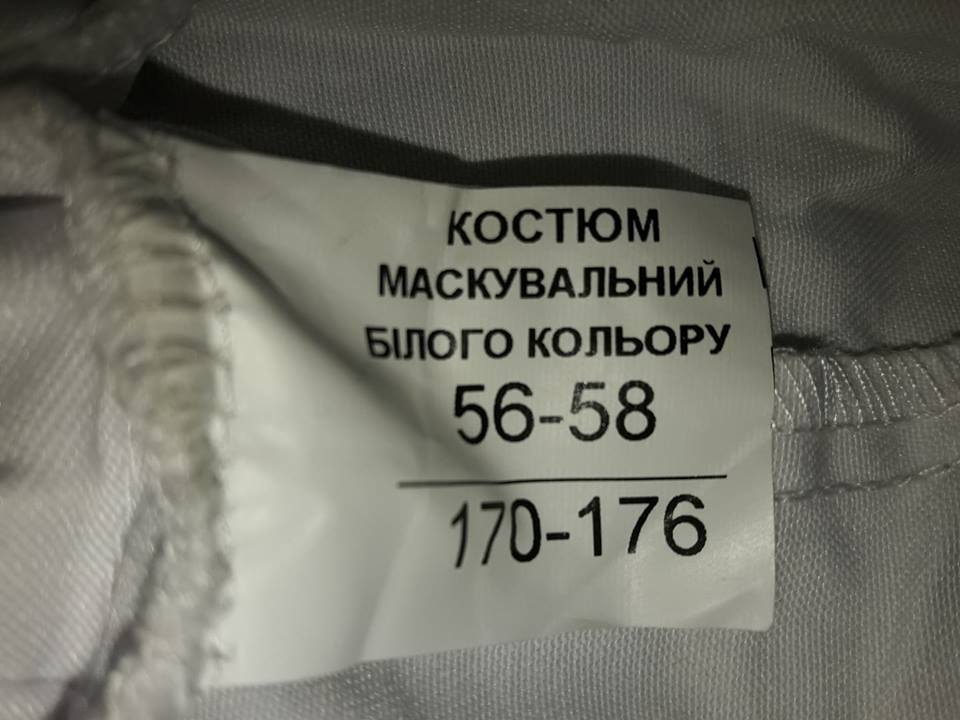 КОСТЮМ
МАСКУВАЛЬНИЙ
БІЛОГО КОЛЬОРУ
56-58
170-176